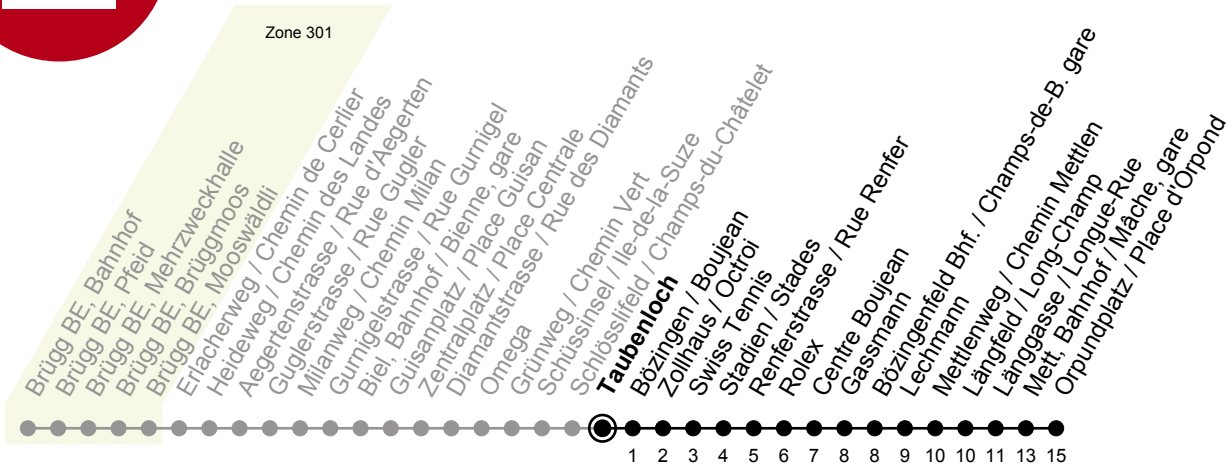 Zone 301
Brügg BE, Bahnhof
Brügg BE, Pfeid
Brügg BE, Mehrzweckhalle
Brügg BE, Brüggmoos
Brügg BE, Mooswäldli
Erlacherweg / Chemin de Cerlier
Heideweg / Chemin des Landes
Aegertenstrasse / Rue d'Aegerten
Guglerstrasse / Rue Gugler
Milanweg / Chemin Milan
Gurnigelstrasse / Rue Gurnigel
Biel, Bahnhof / Bienne, gare
Guisanplatz / Place Guisan
Zentralplatz / Place Centrale
Diamantstrasse / Rue des Diamants
Omega
Grünweg / Chemin Vert
Schüssinsel / Ile-de-la-Suze
Schlösslifeld / Champs-du-Châtelet
Taubenloch
Bözingen / Boujean
Zollhaus / Octroi
Swiss Tennis
Stadien / Stades
Renferstrasse / Rue Renfer
Rolex
Centre Boujean
Gassmann
Bözingenfeld Bhf. / Champs-de-B. gare
Lechmann
Mettlenweg / Chemin Mettlen
Längfeld / Long-Champ
Länggasse / Longue-Rue
Mett, Bahnhof / Mâche, gare
Orpundplatz / Place d'Orpond
1 2 3 4 5 6 7 8 8 9 10 10 11 13 15